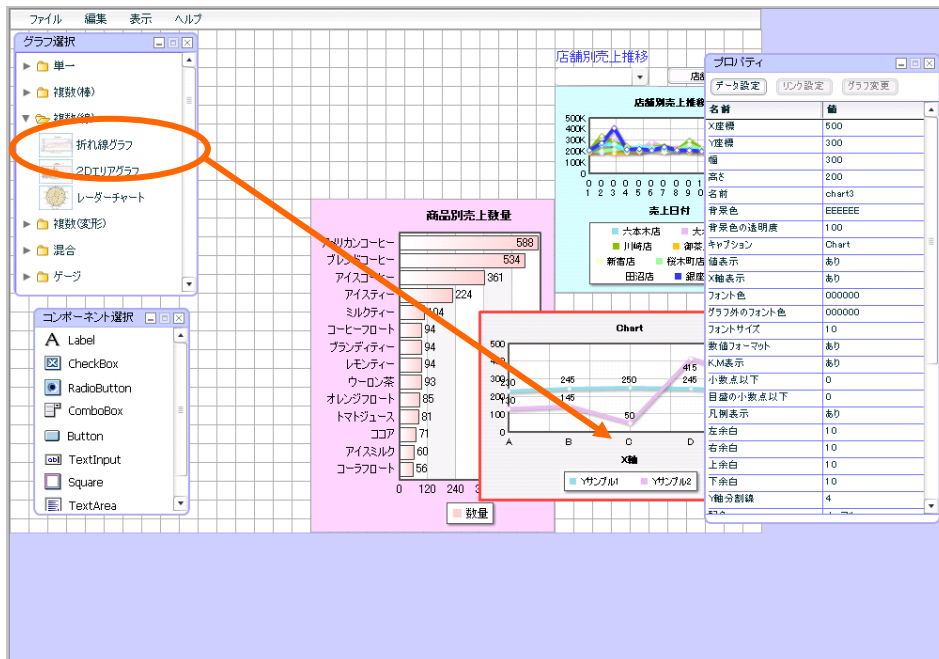 ファイル 編集 表示 ヘルプ
グラフ選択
単一
複数(棒)
複数(線)
折れ線グラフ
2Dエリアグラフ
レーダーチャート
複数(変形)
混合
ゲージ
コンポーネント選択
A Label
CheckBox
RadioButton
ComboBox
Button
TextInput
Square
TextArea
商品別売上数量
アメリカンコーヒー 588
ブレンドコーヒー 534
アイスコーヒー 361
アイスティー 224
ミルクティー 104
コーヒーフロート 94
ブランディティー 94
レモンティー 94
ウーロン茶 93
オレンジフロート 85
トマトジュース 81
ココア 71
アイスミルク 60
コーラフロート 56
0 120 240
数量
店舗別売上推移
店舗別売上推移
500K
400K
300K
200K
100K
0
0 0 0 0 0 0 0 0 0
1 2 3 4 5 6 7 8 9
売上日付
六本木店
川崎店 御茶
新宿店 桜木町店
田沼店 銀座
Chart
500
415
245 250 245
230
200
130 145
100
50
0
A B C D
X軸
Yサンプル1 Yサンプル2
プロパティ
データ設定 リンク設定 グラフ変更
名前 値
X座標 500
Y座標 300
幅 300
高さ 200
名前 chart3
背景色 EEEEEE
背景色の透明度 100
キャプション Chart
値表示 あり
X軸表示 あり
フォント色 000000
グラフ外のフォント色 000000
フォントサイズ 10
数値フォーマット あり
K,M表示 あり
小数点以下 0
目盛の小数点以下 0
凡例表示 あり
左余白 10
右余白 10
上余白 10
下余白 10
Y軸分割線 4